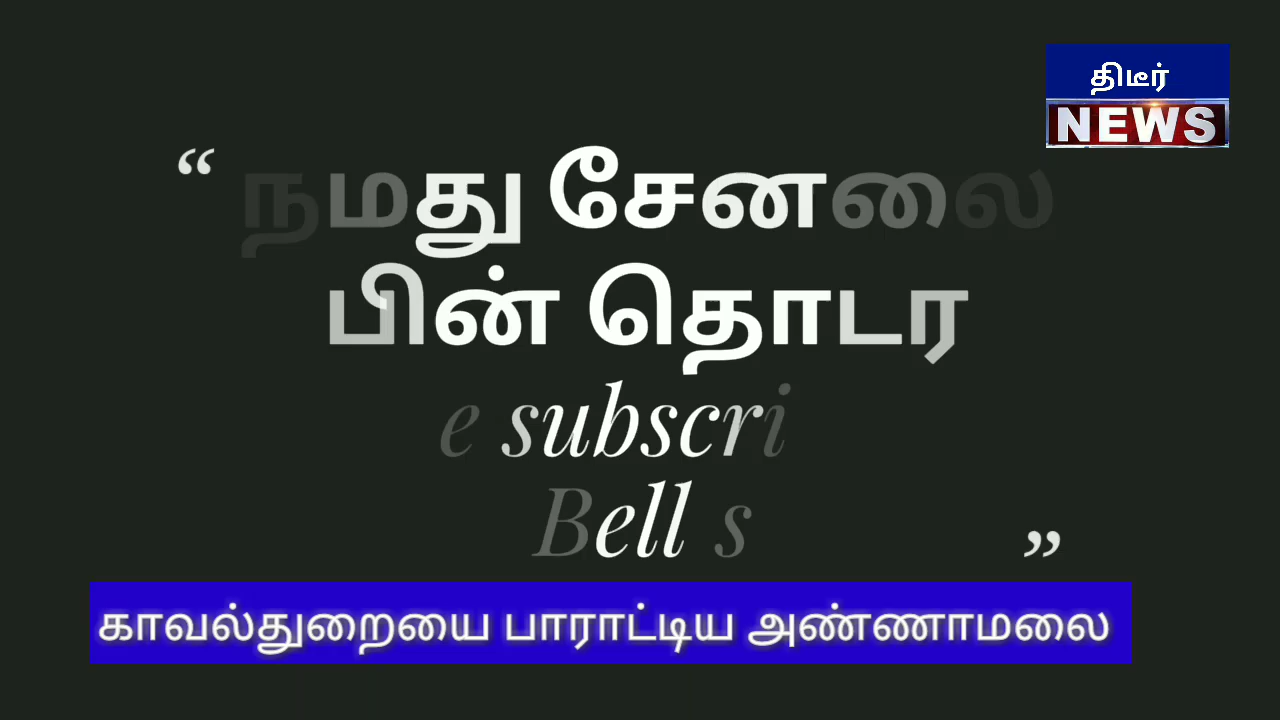 திடீர்
NEWS
“ நமது சேனலை
பின் தொடர
e subscri
Bell s ”
காவல்துறையை பாராட்டிய அண்ணாமலை